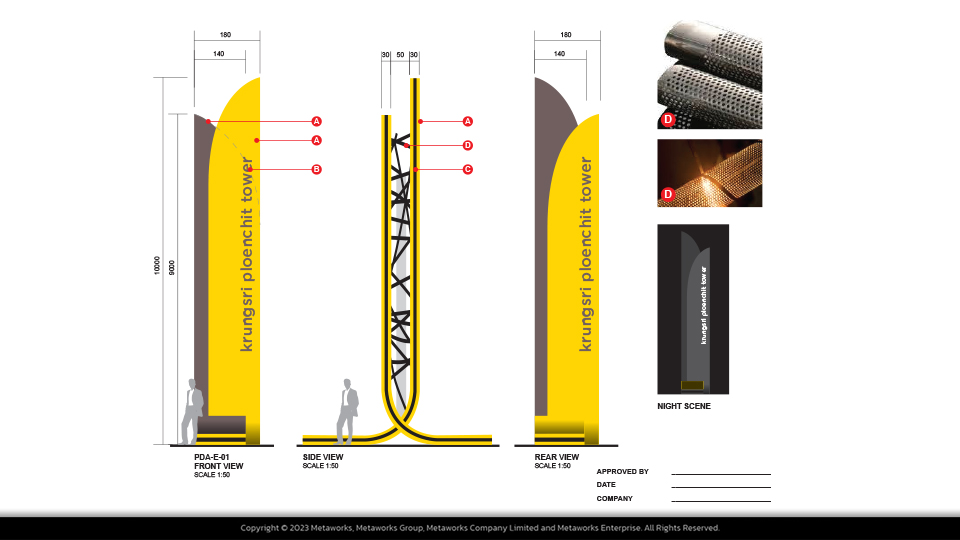 180
140
10000
9000
A
A
B
krungsri ploenchit tower
PDA-E-01
FRONT VIEW
SCALE 1:50
30 50 30
A
D
C
SIDE VIEW
SCALE 1:50
180
140
krungsri ploenchit tower
REAR VIEW
SCALE 1:50
D
D
krungsri ploenchit tower
NIGHT SCENE
APPROVED BY
DATE
COMPANY
Copyright © 2023 Metaworks, Metaworks Group, Metaworks Company Limited and Metaworks Enterprise. All Rights Reserved.